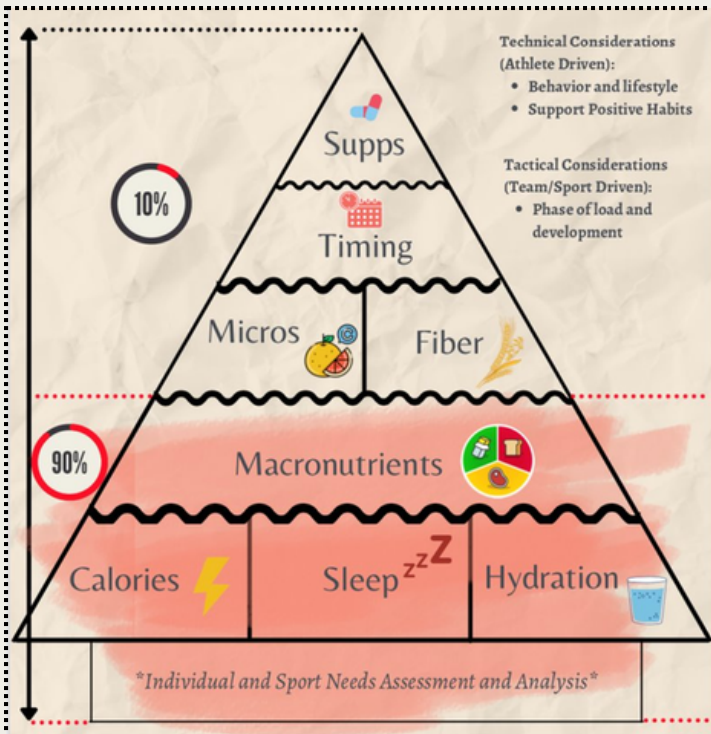 Technical Considerations
(Athlete Driven):
• Behavior and lifestyle
• Support Positive Habits
Supps
Tactical Considerations
(Team/Sport Driven):
• Phase of load and
development
10%
Timing
Micros
Fiber
90%
Macronutrients
Calories
Sleep
zzZ
Hydration
*Individual and Sport Needs Assessment and Analysis*